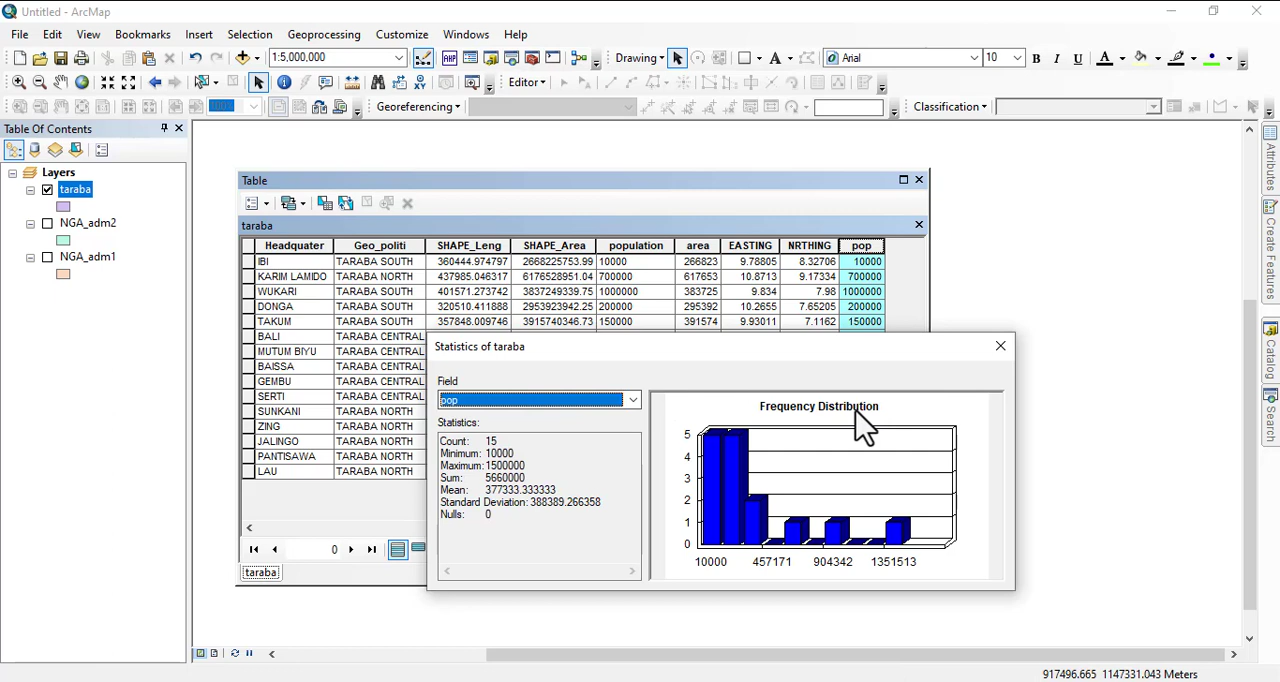 Untitled - ArcMap
File Edit View Bookmarks Insert Selection Geoprocessing Customize Windows Help
1:5,000,000 Drawing Arial 10 B I U A
Editor
Georeferencing Classification
Table Of Contents
Layers
taraba
NGA_adm2
NGA_adm1
Table
taraba
Headquater Geo_politi SHAPE_Leng SHAPE_Area population area EASTING NRTHING pop
IBI TARABA SOUTH 360444.974797 2668225753.99 10000 266823 9.78805 8.32706 10000
KARIM LAMIDO TARABA SOUTH 437985.046317 6176528951.04 700000 617653 10.8713 9.17334 700000
WUKARI TARABA SOUTH 401571.273742 3837249339.75 1000000 383725 9.834 7.98 1000000
DONGA TARABA SOUTH 320510.411888 2953923942.25 200000 295392 10.2655 7.65205 200000
TAKUM TARABA SOUTH 357848.009746 3915740346.73 150000 391574 9.93011 7.1162 150000
BALI TARABA CENTRAL
MUTUM BIYU TARABA CENTRAL
BAISSA TARABA CENTRAL
GEMBU TARABA CENTRAL
SERTI TARABA CENTRAL
SUNKANI TARABA NORTH
ZING TARABA NORTH
JALINGO TARABA NORTH
PANTISAWA TARABA NORTH
LAU TARABA NORTH
0
taraba
Statistics of taraba
Field
pop
Statistics:
Count: 15
Minimum: 10000
Maximum: 1500000
Sum: 5660000
Mean: 377333.333333
Standard Deviation: 388389.266358
Nulls: 0
Frequency Distribution
5
4
3
2
1
0
10000 457171 904342 1351513
Attributes
Create Features
Catalog
Search
917496.665 1147331.043 Meters